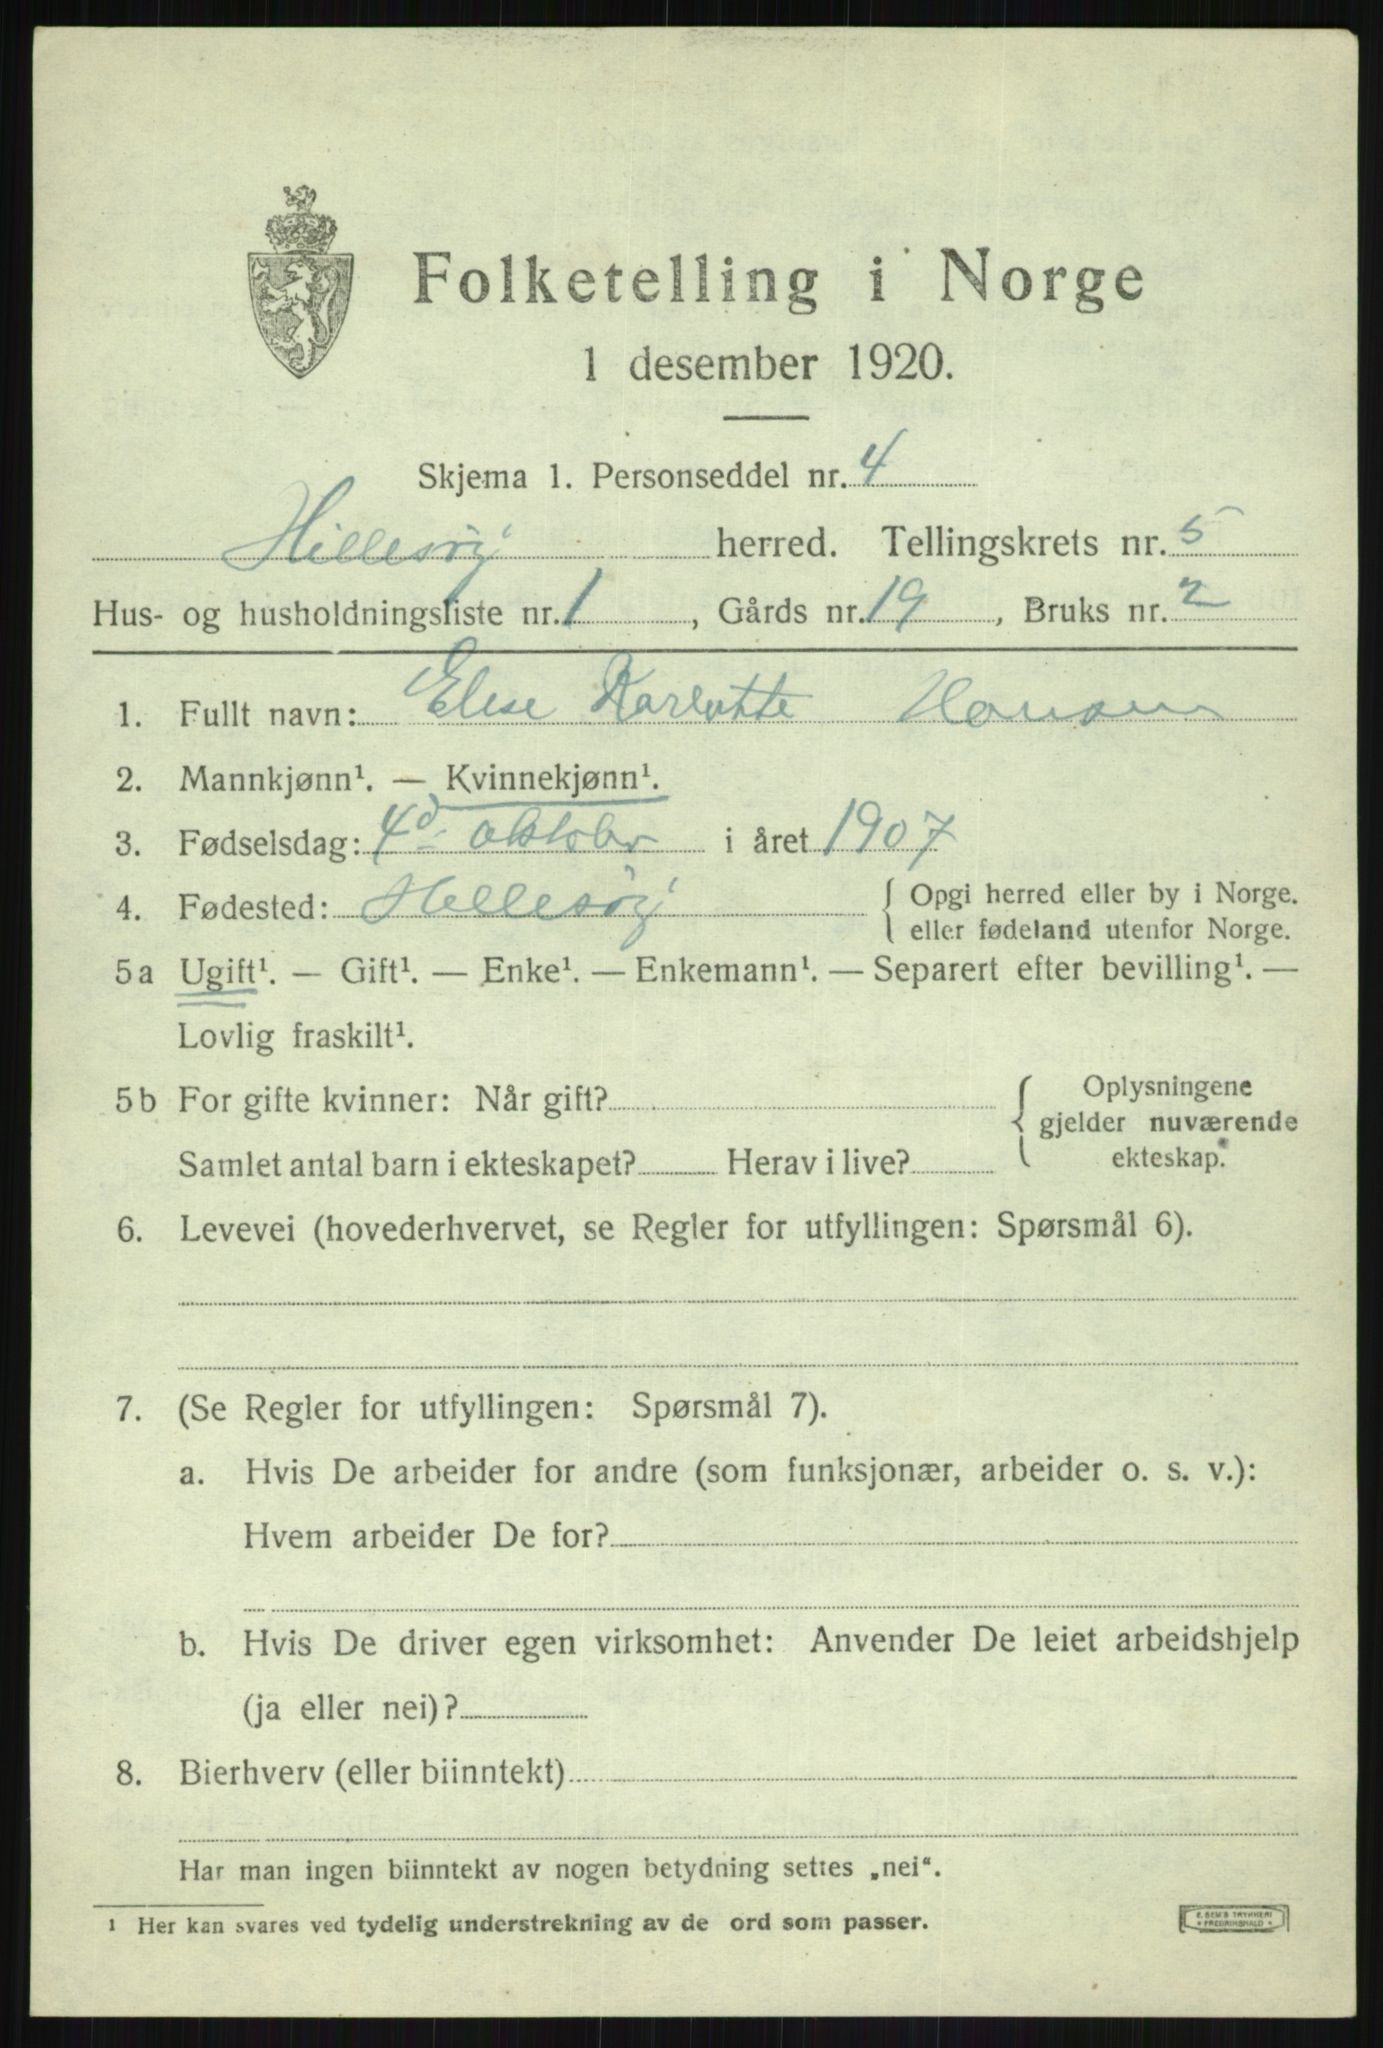 Folketelling i Norge
1 desember 1920.
Skjema 1. Personseddel nr. 4
Hillesøy herred. Tellingskrets nr. 5
Hus- og husholdningsliste nr. 1, Gårds nr. 19, Bruks nr. 2
1. Fullt navn: Elise Karlotte Hansen
2. Mannkjønn¹. — Kvinnekjønn¹.
3. Fødselsdag: 4d oktober i året 1907
4. Fødested: Hillesøy { Opgi herred eller by i Norge.
eller fødeland utenfor Norge.
5a Ugift¹. — Gift¹. — Enke¹. — Enkemann¹. — Separert efter bevilling¹. —
Lovlig fraskilt¹.
5b For gifte kvinner: Når gift? { Oplysningene
gjelder nuværende
Samlet antal barn i ekteskapet? Herav i live? ekteskap.
6. Levevei (hovederhvervet, se Regler for utfyllingen: Spørsmål 6).
7. (Se Regler for utfyllingen: Spørsmål 7).
a. Hvis De arbeider for andre (som funksjonær, arbeider o. s. v.):
Hvem arbeider De for?
b. Hvis De driver egen virksomhet: Anvender De leiet arbeidshjelp
(ja eller nei)?
8. Bierhverv (eller biinntekt)
Har man ingen biinntekt av nogen betydning settes „nei“.
¹ Her kan svares ved tydelig understrekning av de ord som passer.
E. SEM'S TRYKKERI
FREDRIKSHALD